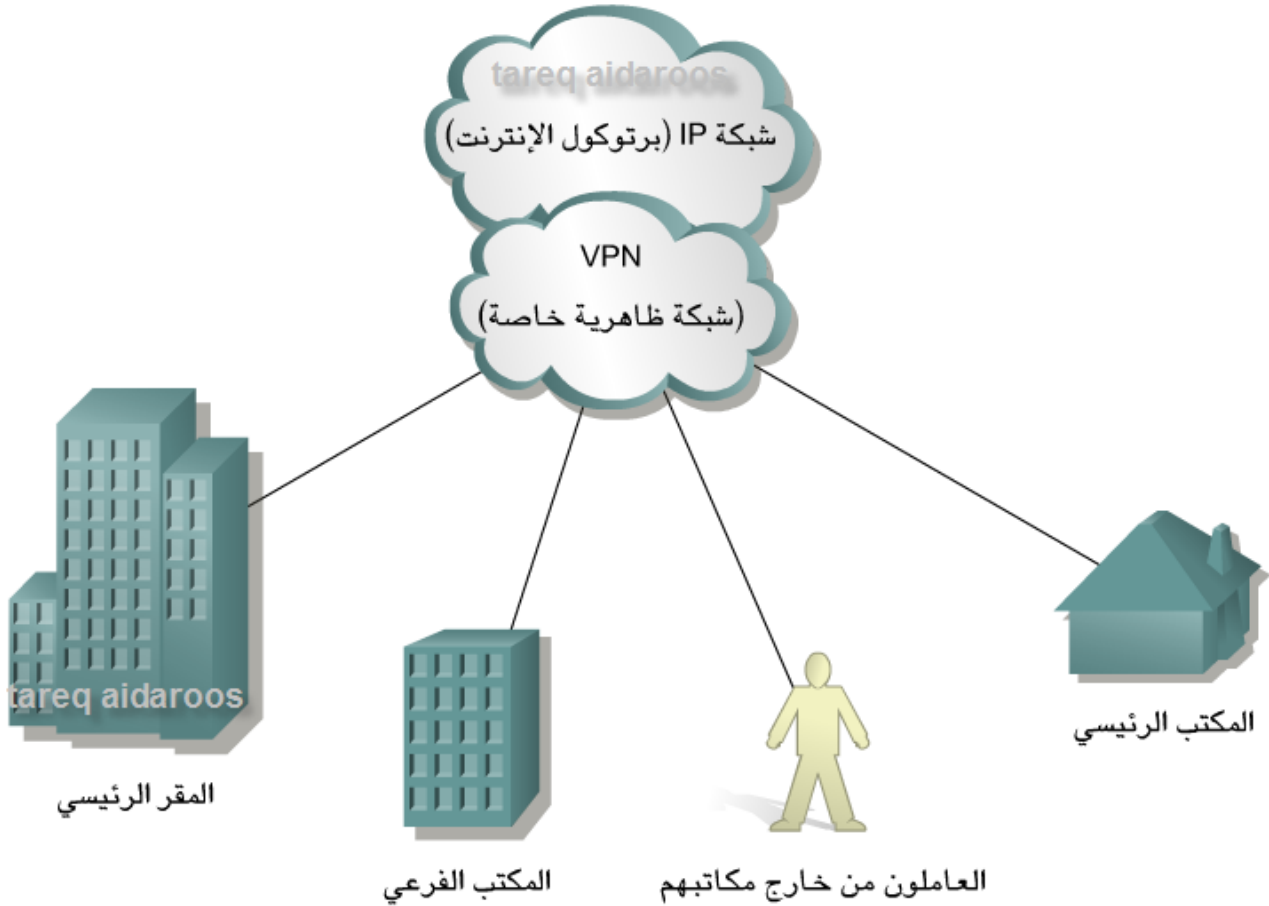 tareq aidaroos
شبكة IP (برتوكول الإنترنت)
VPN
(شبكة ظاهرية خاصة)
tareq aidaroos
المكتب الرئيسي
المقر الرئيسي
المكتب الفرعي
العاملون من خارج مكاتبهم